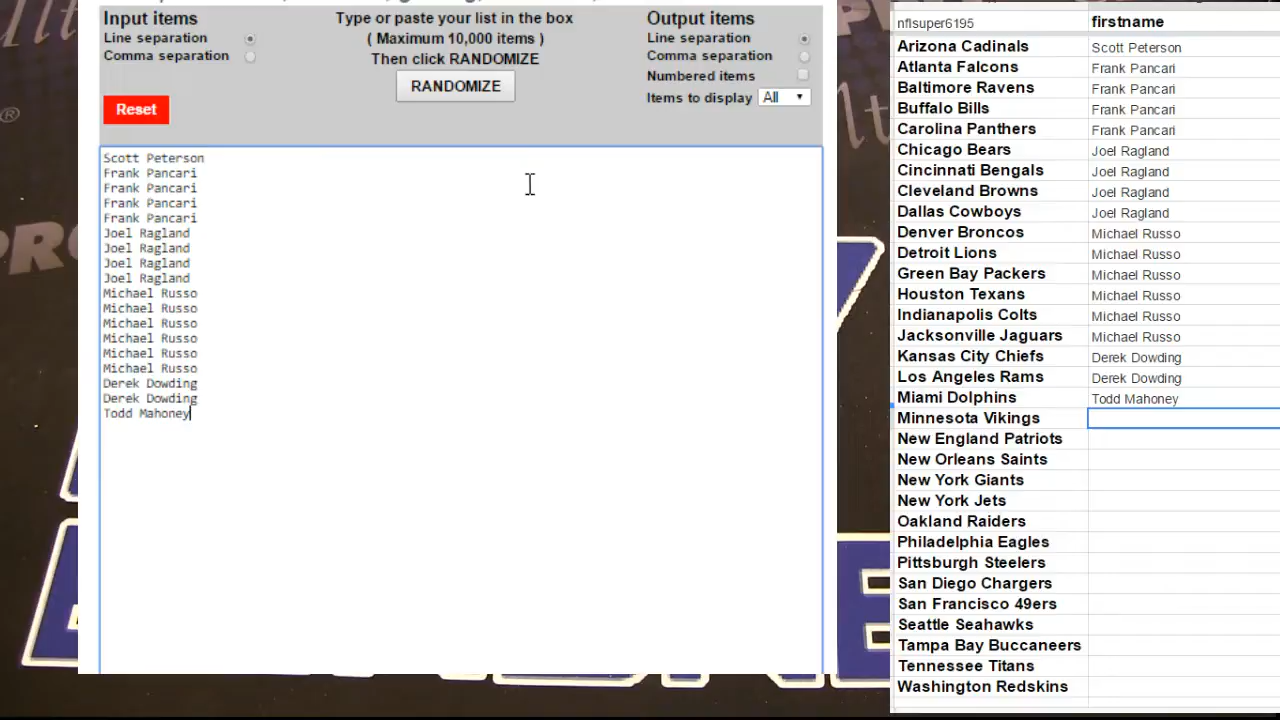 Input items
Line separation
Comma separation
Reset
Type or paste your list in the box
( Maximum 10,000 items )
Then click RANDOMIZE
RANDOMIZE
Output items
Line separation
Comma separation
Numbered items
Items to display All
Scott Peterson
Frank Pancari
Frank Pancari
Frank Pancari
Frank Pancari
Joel Ragland
Joel Ragland
Joel Ragland
Joel Ragland
Michael Russo
Michael Russo
Michael Russo
Michael Russo
Michael Russo
Michael Russo
Derek Dowding
Derek Dowding
Todd Mahoney
nflsuper6195 firstname
Arizona Cadinals Scott Peterson
Atlanta Falcons Frank Pancari
Baltimore Ravens Frank Pancari
Buffalo Bills Frank Pancari
Carolina Panthers Frank Pancari
Chicago Bears Joel Ragland
Cincinnati Bengals Joel Ragland
Cleveland Browns Joel Ragland
Dallas Cowboys Joel Ragland
Denver Broncos Michael Russo
Detroit Lions Michael Russo
Green Bay Packers Michael Russo
Houston Texans Michael Russo
Indianapolis Colts Michael Russo
Jacksonville Jaguars Michael Russo
Kansas City Chiefs Derek Dowding
Los Angeles Rams Derek Dowding
Miami Dolphins Todd Mahoney
Minnesota Vikings
New England Patriots
New Orleans Saints
New York Giants
New York Jets
Oakland Raiders
Philadelphia Eagles
Pittsburgh Steelers
San Diego Chargers
San Francisco 49ers
Seattle Seahawks
Tampa Bay Buccaneers
Tennessee Titans
Washington Redskins